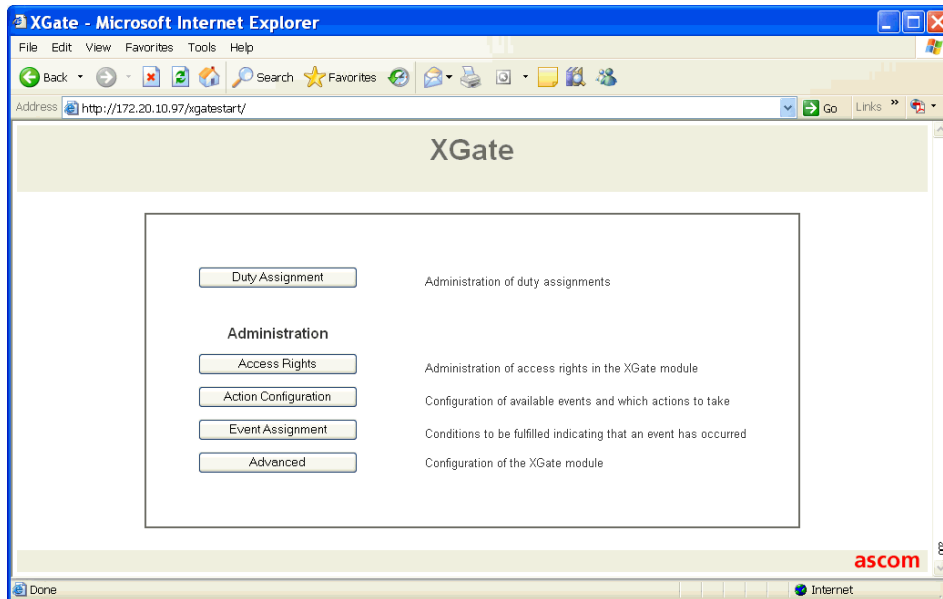 XGate - Microsoft Internet Explorer
File Edit View Favorites Tools Help
Back Search Favorites
Address http://172.20.10.97/xgatestart/ Go Links »
XGate
Duty Assignment Administration of duty assignments
Administration
Access Rights Administration of access rights in the XGate module
Action Configuration Configuration of available events and which actions to take
Event Assignment Conditions to be fulfilled indicating that an event has occurred
Advanced Configuration of the XGate module
ascom
Done Internet